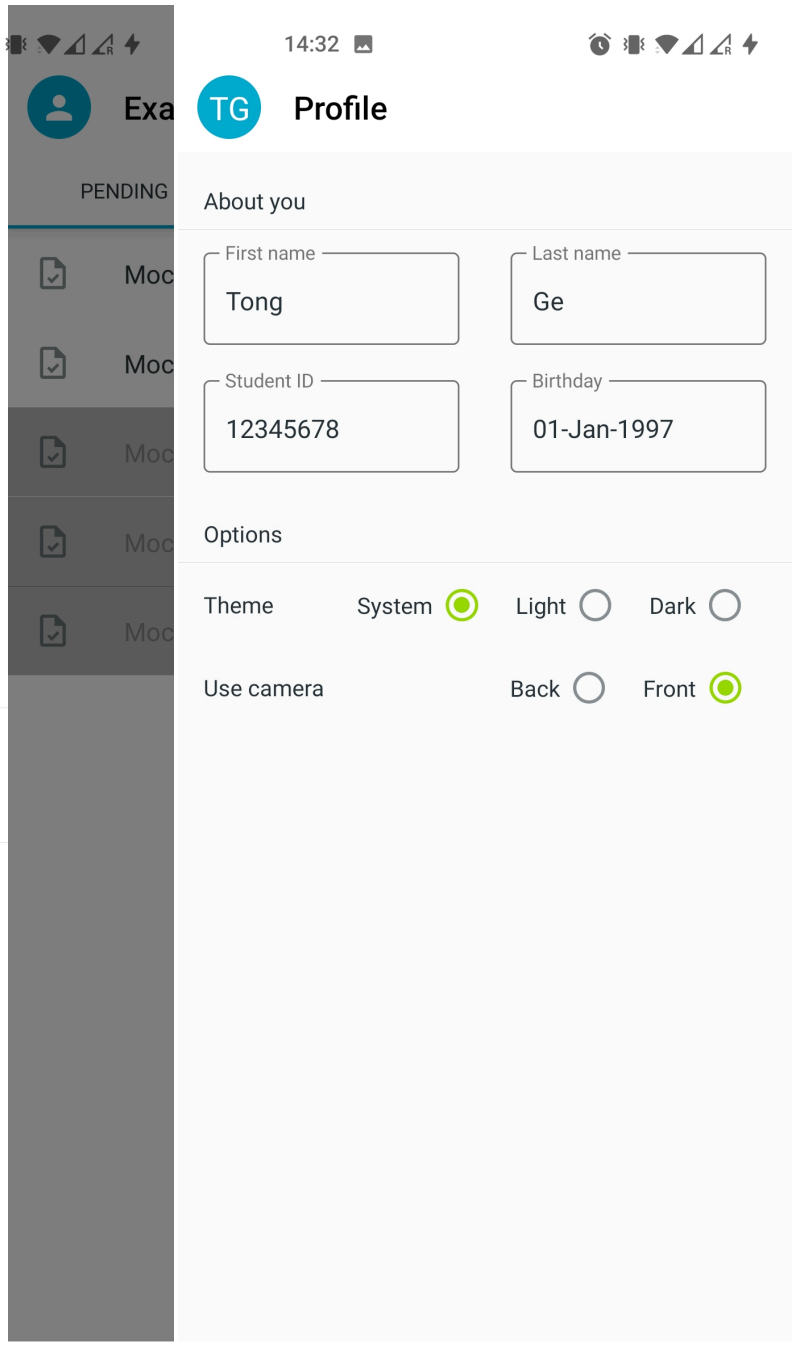 14:32
Exa
TG Profile
PENDING
About you
First name
Last name
Moc
Tong
Ge
Moc
Student ID
Birthday
12345678
01-Jan-1997
Moc
Options
Moc
Theme System Light Dark
Moc
Use camera Back Front